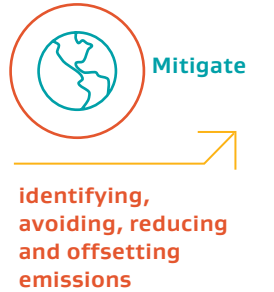 Mitigate
identifying,
avoiding, reducing
and offsetting
emissions